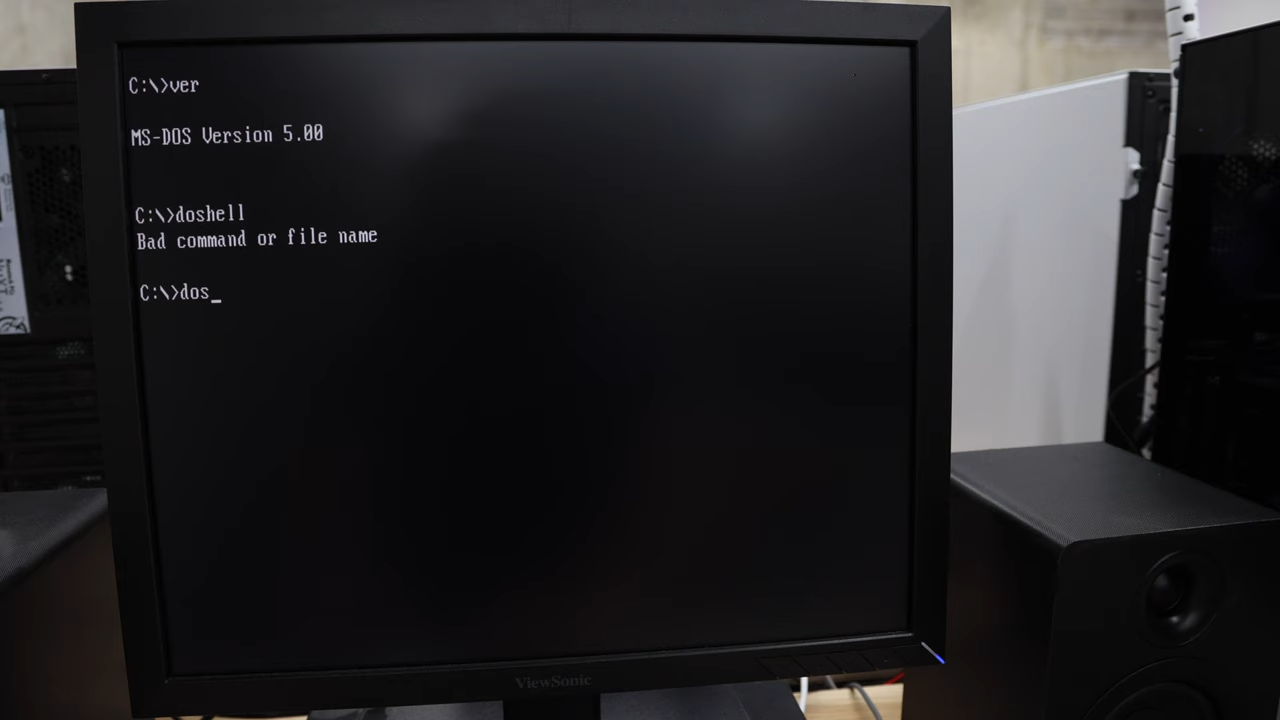 C:\>ver
MS-DOS Version 5.00
C:\>doshell
Bad command or file name
C:\>dos_
ViewSonic